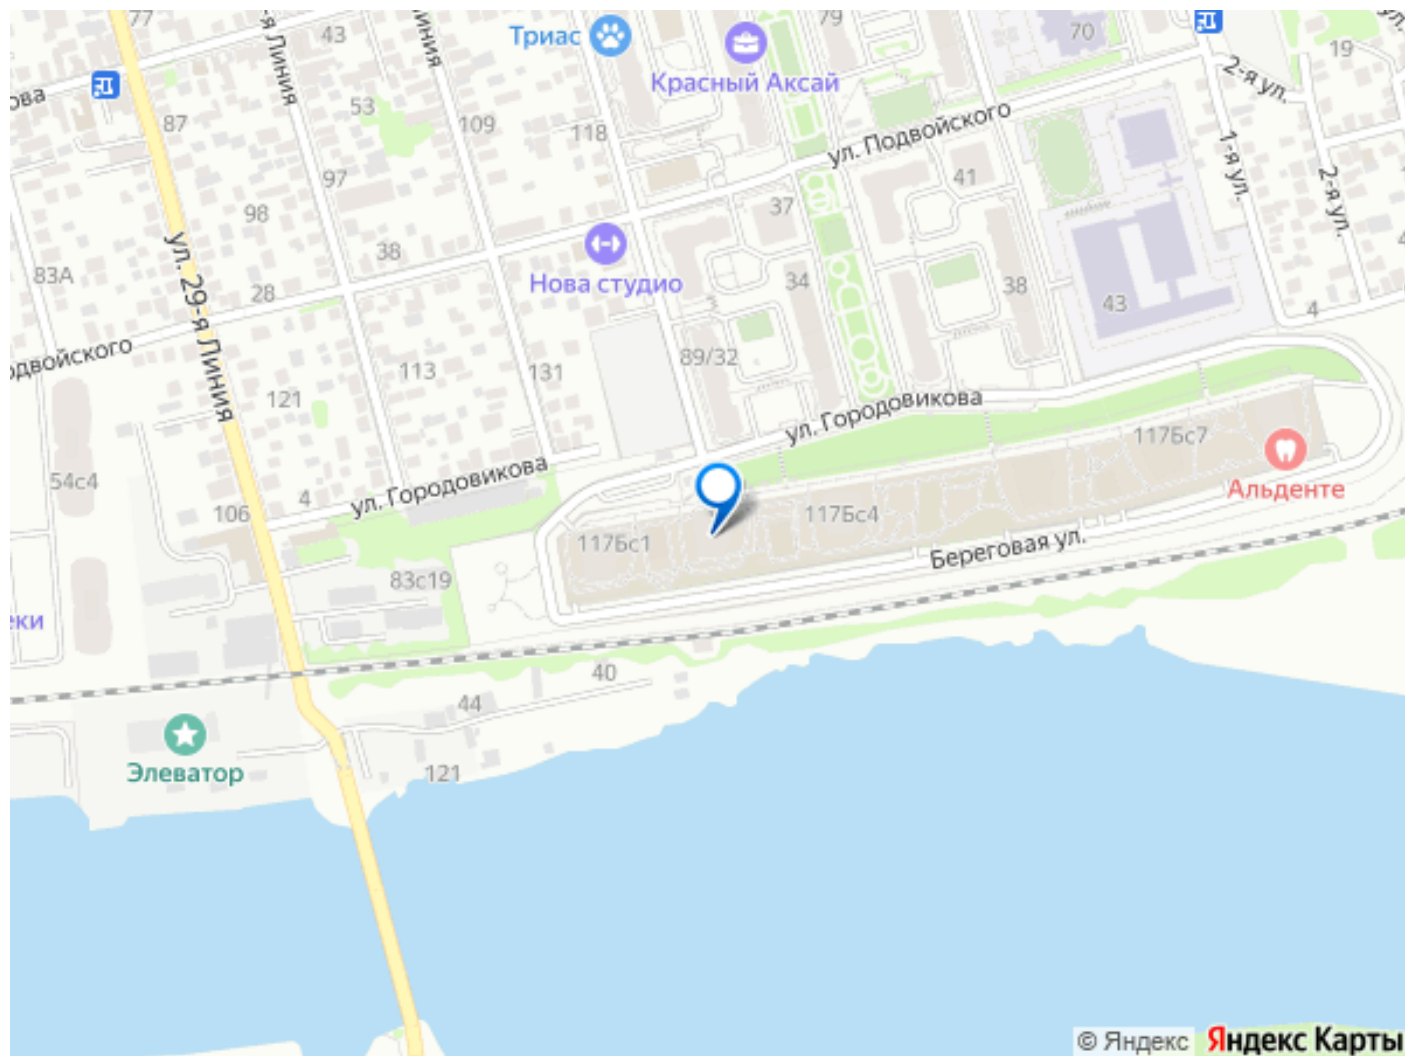 77
43
Триас
79
Красный Аксай
70
19
2-я ул.
ова
я Линия
87
53
109
118
ул. Подвойского
1-я ул.
97
41
98
37
2-я ул.
38
Нова студио
83А
28
34
38
43
4
ул. 29-я Линия
одвойского
113
131
89/32
121
ул. Городовикова
117Бс7
Альденте
54с4
4
ул. Городовикова
106
117Бс4
117Бс1
Береговая ул.
83с19
еки
40
44
Элеватор
121
© Яндекс Яндекс Карты